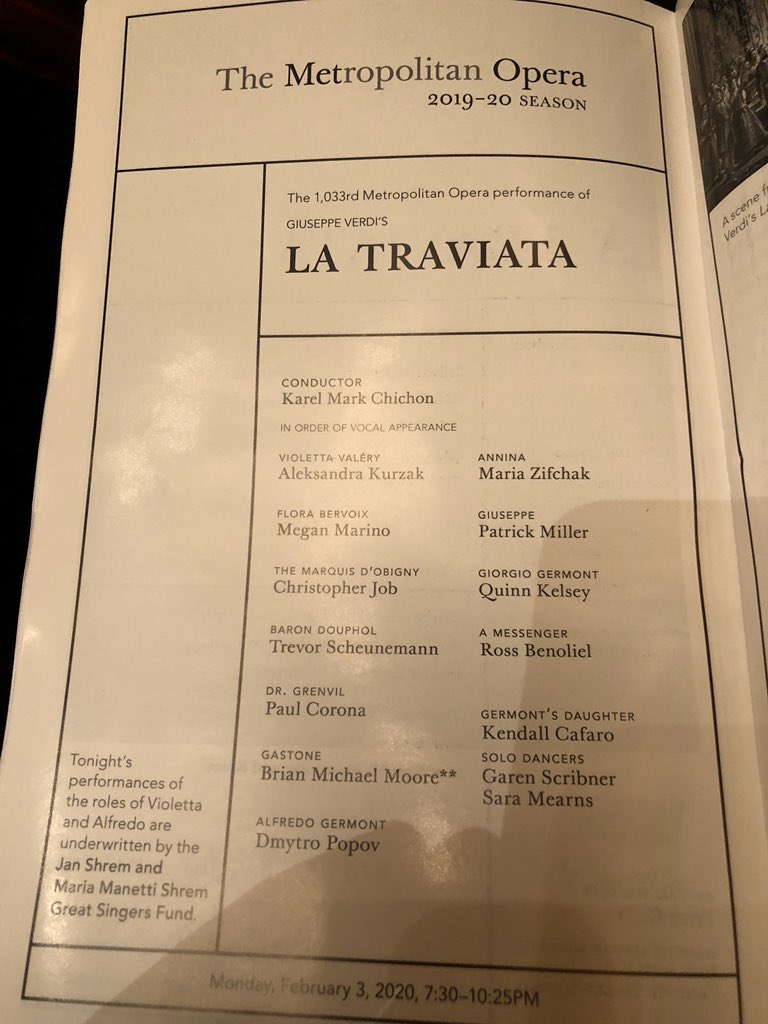 The Metropolitan Opera
2019–20 SEASON
The 1,033rd Metropolitan Opera performance of
GIUSEPPE VERDI'S
LA TRAVIATA
CONDUCTOR
Karel Mark Chichon
IN ORDER OF VOCAL APPEARANCE
VIOLETTA VALÉRY
Aleksandra Kurzak
FLORA BERVOIX
Megan Marino
THE MARQUIS D'OBIGNY
Christopher Job
BARON DOUPHOL
Trevor Scheunemann
DR. GRENVIL
Paul Corona
GASTONE
Brian Michael Moore**
ALFREDO GERMONT
Dmytro Popov
ANNINA
Maria Zifchak
GIUSEPPE
Patrick Miller
GIORGIO GERMONT
Quinn Kelsey
A MESSENGER
Ross Benoliel
GERMONT'S DAUGHTER
Kendall Cafaro
SOLO DANCERS
Garen Scribner
Sara Mearns
Tonight's
performances of
the roles of Violetta
and Alfredo are
underwritten by the
Jan Shrem and
Maria Manetti Shrem
Great Singers Fund.
Monday, February 3, 2020, 7:30–10:25PM
A scene
Verdi's